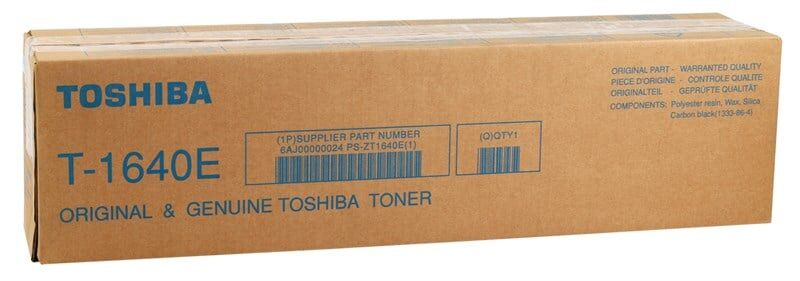 TOSHIBA
T-1640E
ORIGINAL & GENUINE TOSHIBA TONER
(1P)SUPPLIER PART NUMBER
6AJ00000024 PS-ZT1640E(1)
(Q)QTY1
ORIGINAL PART - WARRANTED QUALITY
PIECE D'ORIGINE - CONTROLE QUALITE
ORIGINALTEIL - GEPRÜFTE QUALITÄT
COMPONENTS: Polyester resin, Wax, Silica
Carbon black(1333-86-4)